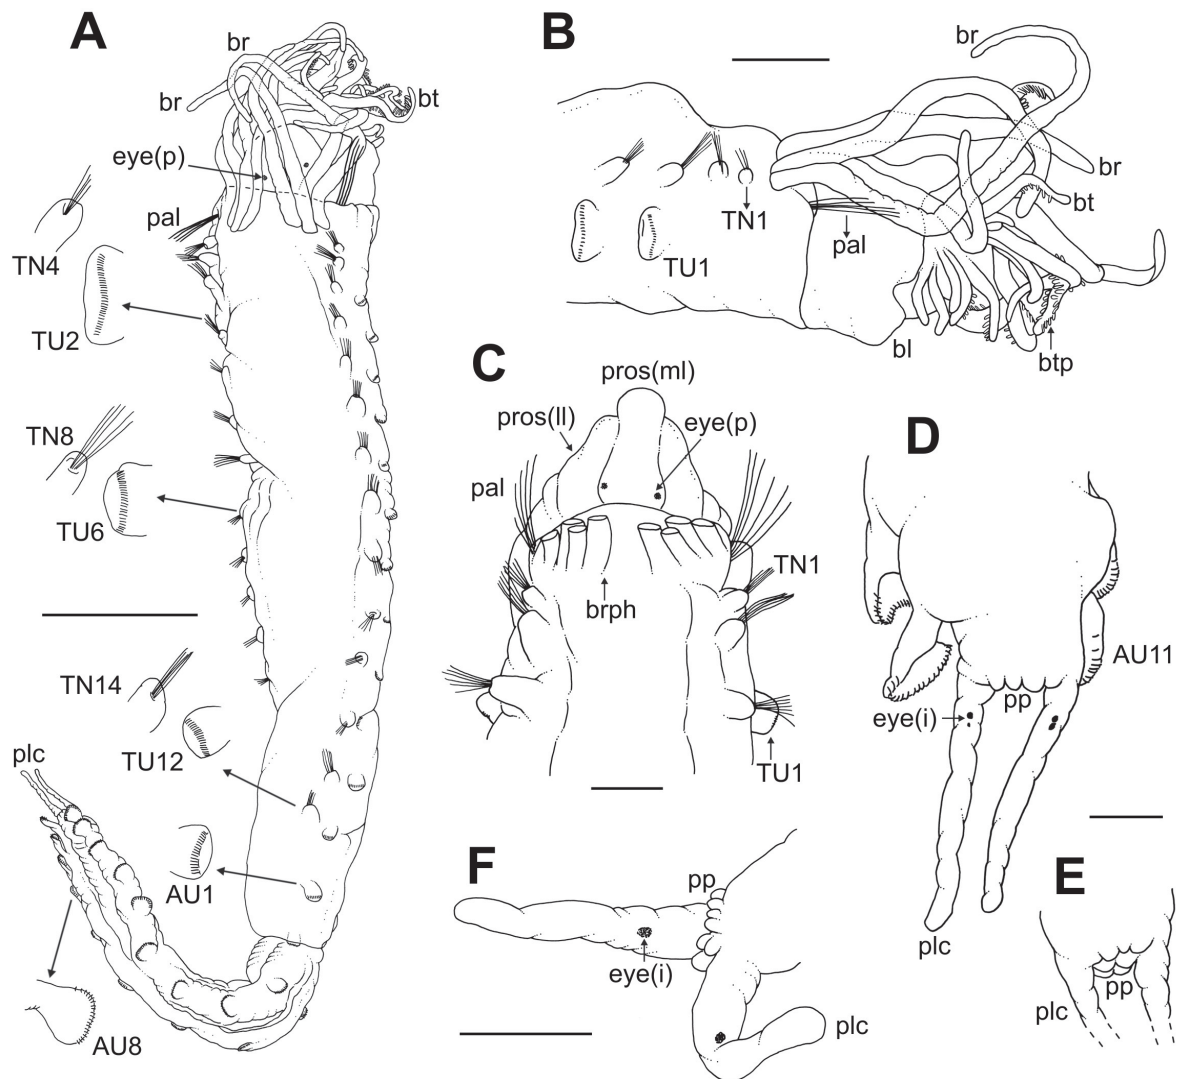 A
br
br
bt
eye(p)
pal
TN4
TU2
TN8
TU6
TN14
TU12
plc
AU1
AU8
B
br
br
bt
TN1
pal
TU1
bl
btp
C
pros(ml)
pros(ll)
eye(p)
pal
TN1
brph
TU1
D
AU11
pp
eye(i)
plc
E
pp
plc
F
pp
eye(i)
plc